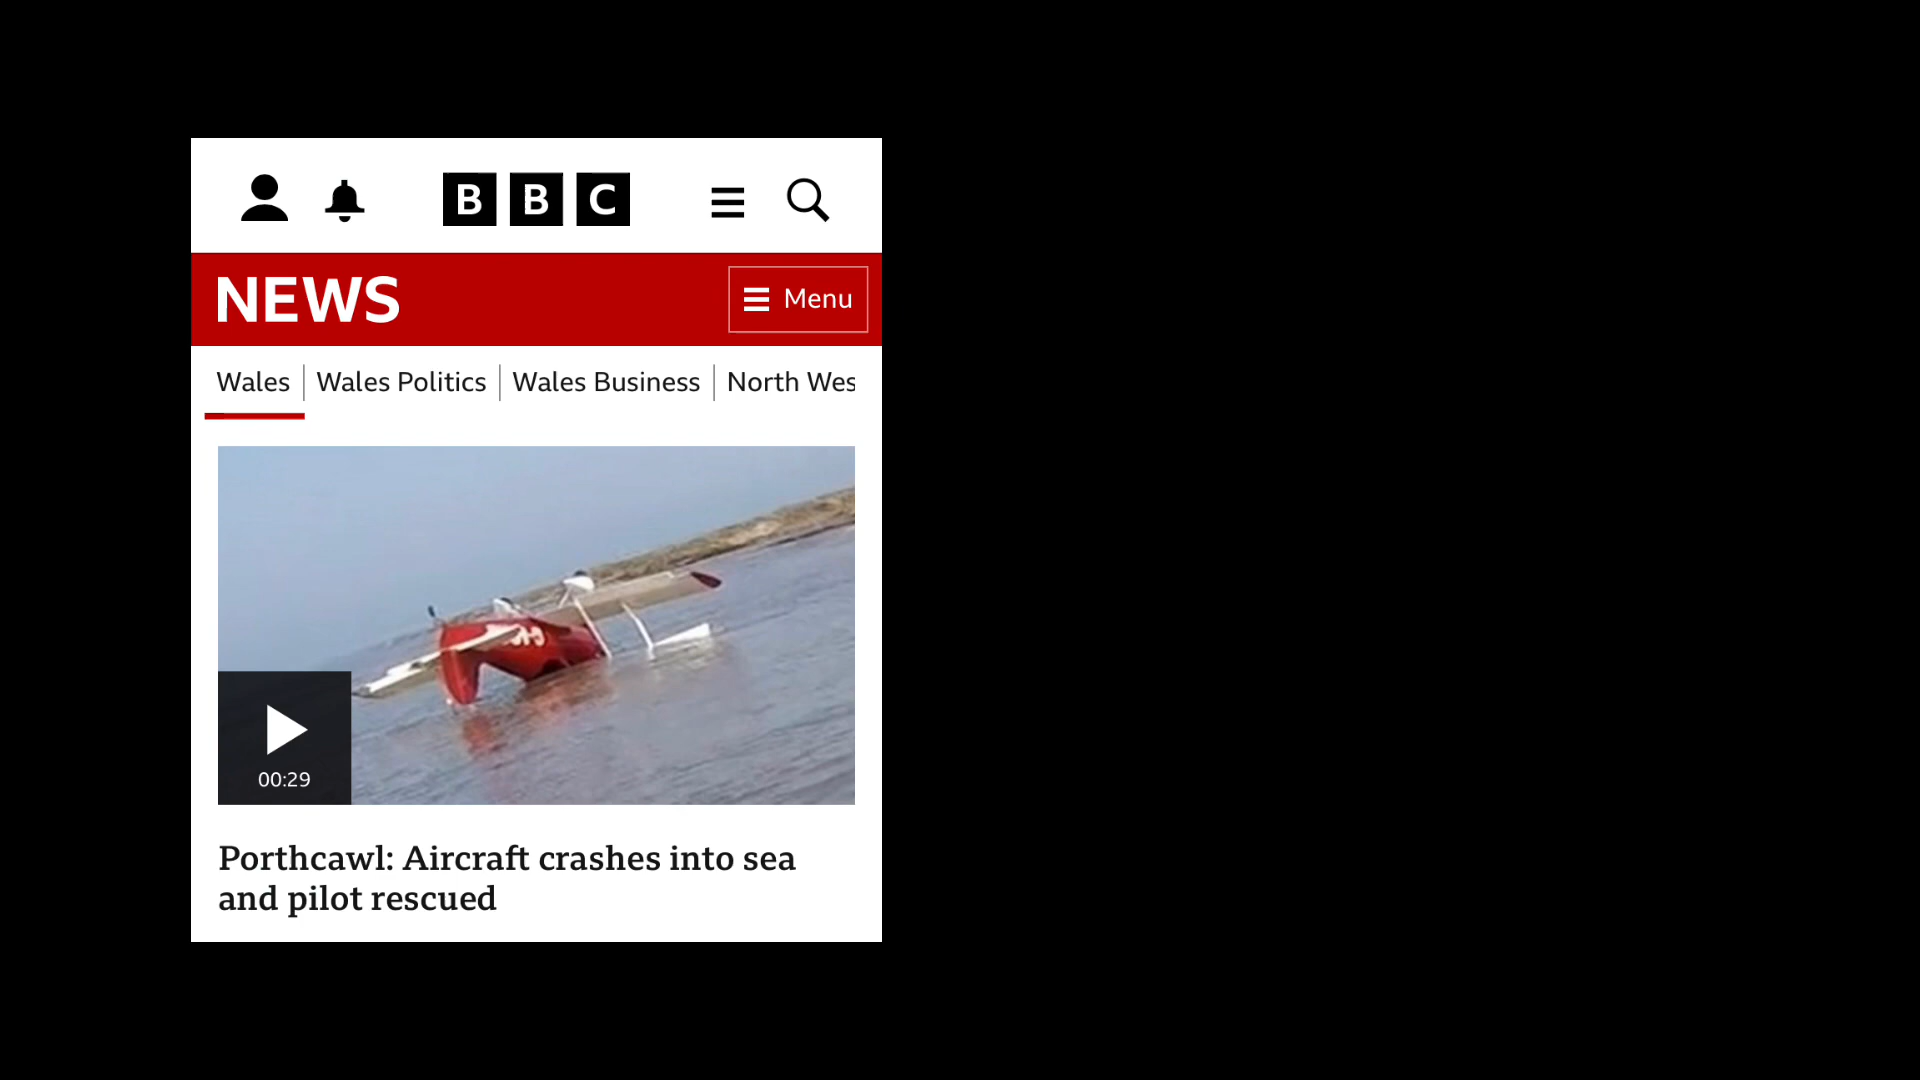 BBC
NEWS
Menu
Wales
Wales Politics
Wales Business
North Wes
00:29
Porthcawl: Aircraft crashes into sea
and pilot rescued